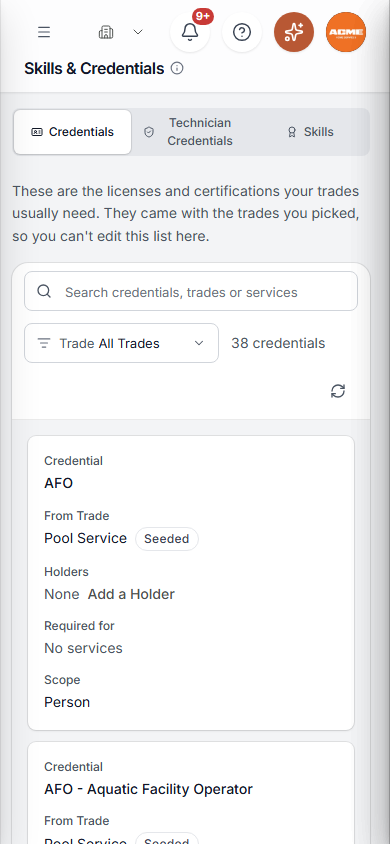 9+
ACME
Skills & Credentials
Credentials
Technician
Credentials
Skills
These are the licenses and certifications your trades
usually need. They came with the trades you picked,
so you can't edit this list here.
Search credentials, trades or services
Trade All Trades
38 credentials
Credential
AFO
From Trade
Pool Service Seeded
Holders
None Add a Holder
Required for
No services
Scope
Person
Credential
AFO - Aquatic Facility Operator
From Trade
Pool Service Seeded